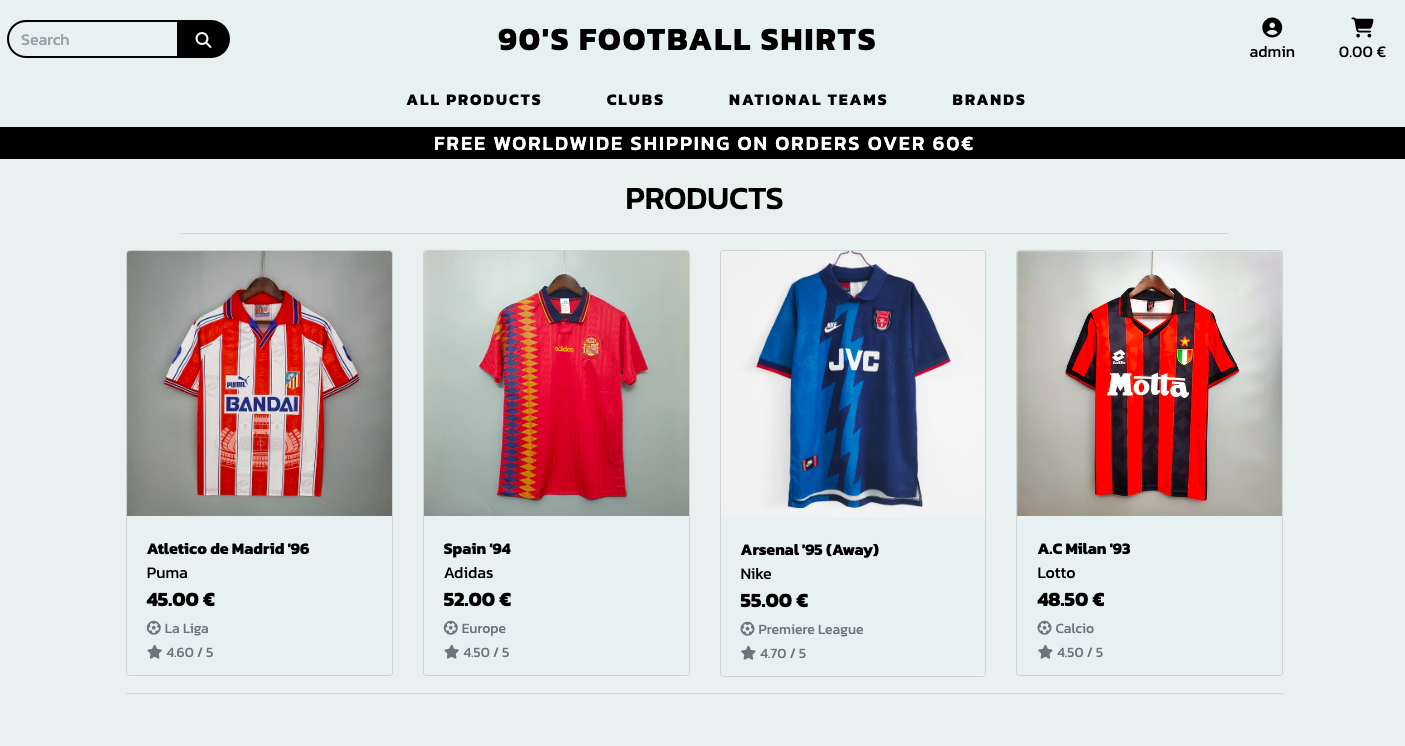 Search
90'S FOOTBALL SHIRTS
admin
0.00 €
ALL PRODUCTS
CLUBS
NATIONAL TEAMS
BRANDS
FREE WORLDWIDE SHIPPING ON ORDERS OVER 60€
PRODUCTS
PUMA
BANDAI
adidas
NIKE
JVC
Motta
Atletico de Madrid '96
Puma
45.00 €
La Liga
4.60 / 5
Spain '94
Adidas
52.00 €
Europe
4.50 / 5
Arsenal '95 (Away)
Nike
55.00 €
Premiere League
4.70 / 5
A.C Milan '93
Lotto
48.50 €
Calcio
4.50 / 5